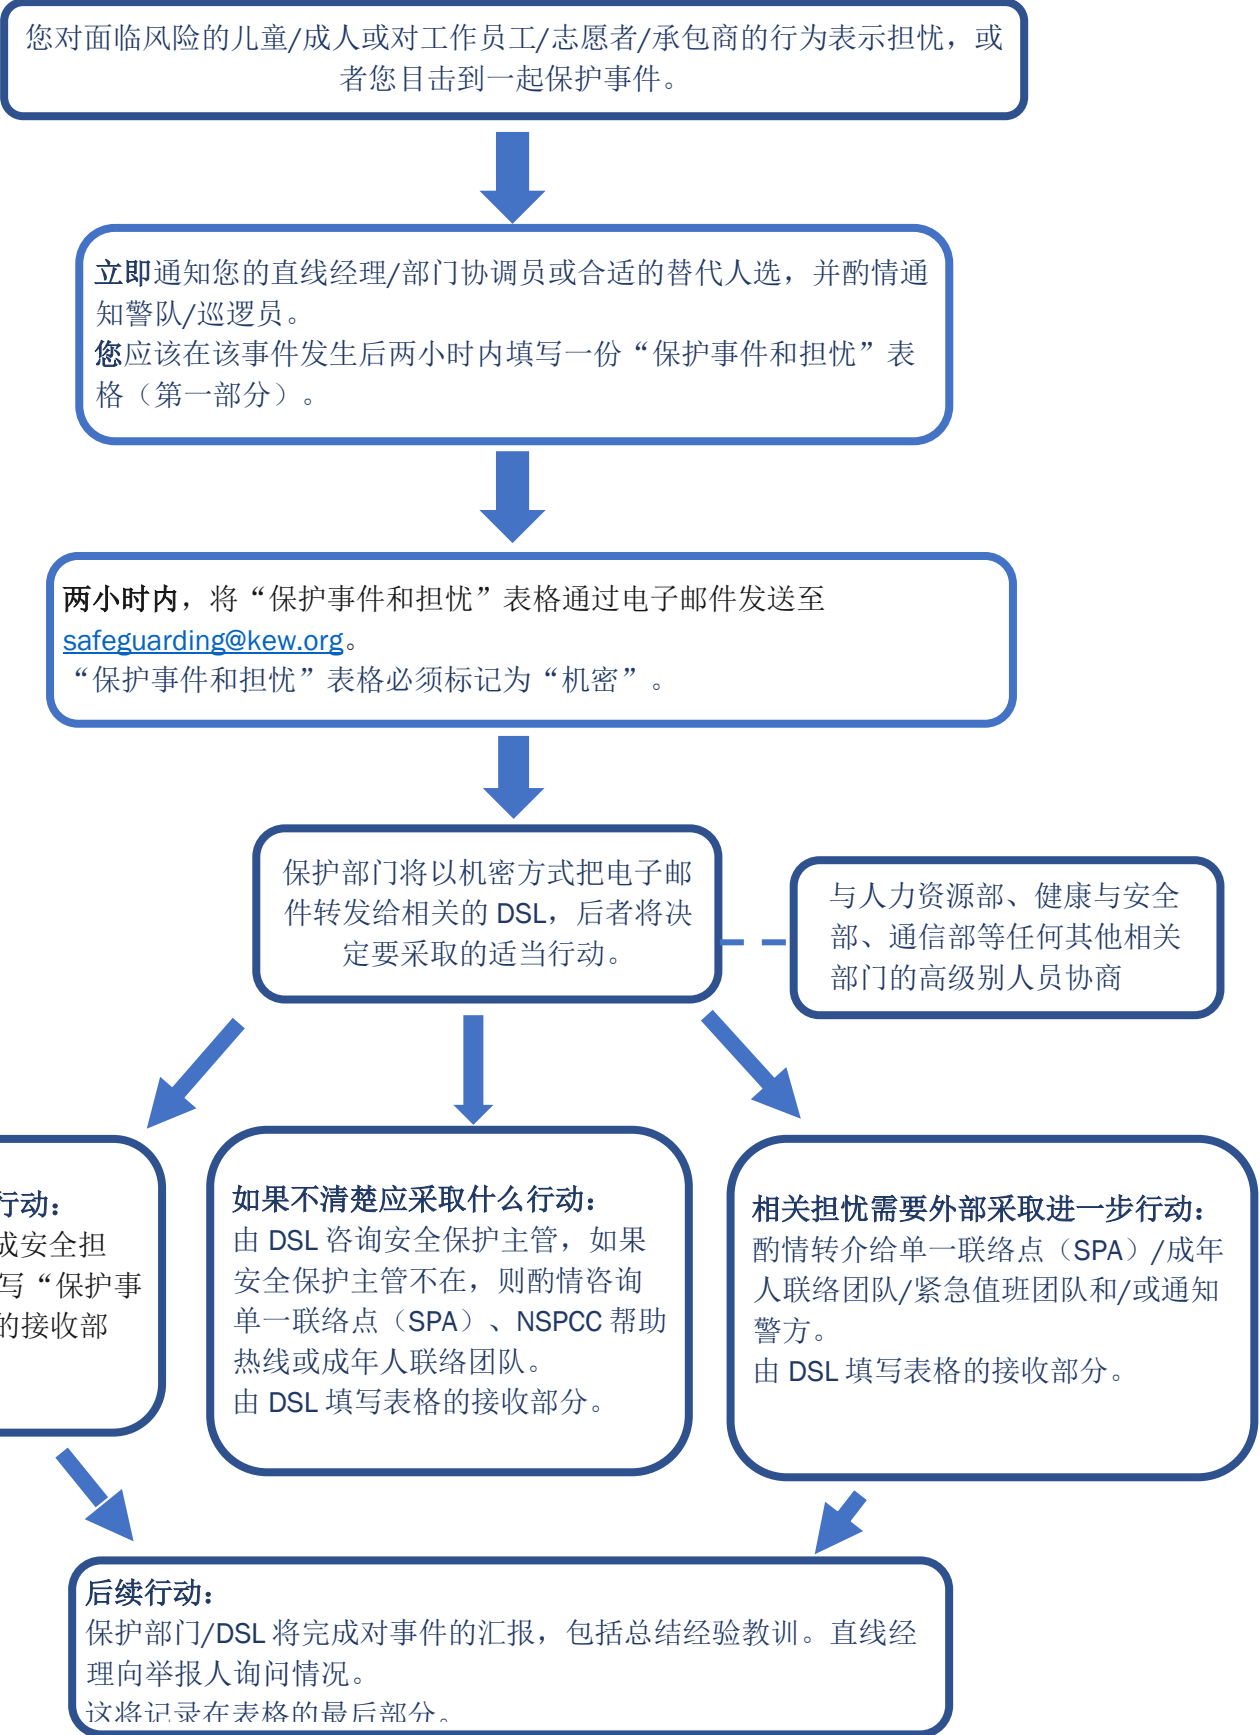 您对面临风险的儿童/成人或对工作员工/志愿者/承包商的行为表示担忧，或
者您目击到一起保护事件。
立即通知您的直线经理/部门协调员或合适的替代人选，并酌情通
知警队/巡逻员。
您应该在该事件发生后两小时内填写一份“保护事件和担忧”表
格（第一部分）。
两小时内，将“保护事件和担忧”表格通过电子邮件发送至
safeguarding@kew.org。
“保护事件和担忧”表格必须标记为“机密”。
保护部门将以机密方式把电子邮
件转发给相关的 DSL，后者将决
定要采取的适当行动。
与人力资源部、健康与安全
部、通信部等任何其他相关
部门的高级别人员协商
行动：
成安全担
写“保护事
的接收部
如果不清楚应采取什么行动：
由 DSL 咨询安全保护主管，如果
安全保护主管不在，则酌情咨询
单一联络点（SPA）、NSPCC 帮助
热线或成年人联络团队。
由 DSL 填写表格的接收部分。
相关担忧需要外部采取进一步行动：
酌情转介给单一联络点（SPA）/成年
人联络团队/紧急值班团队和/或通知
警方。
由 DSL 填写表格的接收部分。
后续行动：
保护部门/DSL 将完成对事件的汇报，包括总结经验教训。直线经
理向举报人询问情况。
这将记录在表格的最后部分。